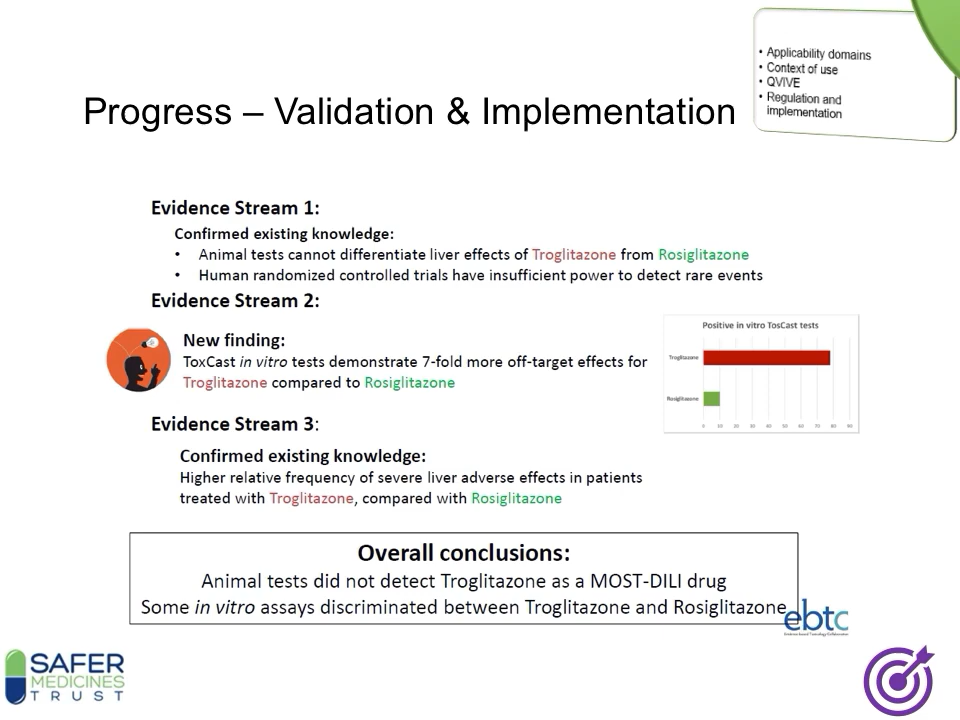 • Applicability domains
• Context of use
• QVIVE
• Regulation and
implementation
Progress – Validation & Implementation
Evidence Stream 1:
Confirmed existing knowledge:
• Animal tests cannot differentiate liver effects of Troglitazone from Rosiglitazone
• Human randomized controlled trials have insufficient power to detect rare events
Evidence Stream 2:
New finding:
ToxCast in vitro tests demonstrate 7-fold more off-target effects for
Troglitazone compared to Rosiglitazone
Positive in vitro TosCast tests
Troglitazone
Rosiglitazone
0 10 20 30 40 50 60 70 80 90
Evidence Stream 3:
Confirmed existing knowledge:
Higher relative frequency of severe liver adverse effects in patients
treated with Troglitazone, compared with Rosiglitazone
Overall conclusions:
Animal tests did not detect Troglitazone as a MOST-DILI drug
Some in vitro assays discriminated between Troglitazone and Rosiglitazone
ebtc
Evidence-based Toxicology Collaboration
SAFER
MEDICINES
TRUST